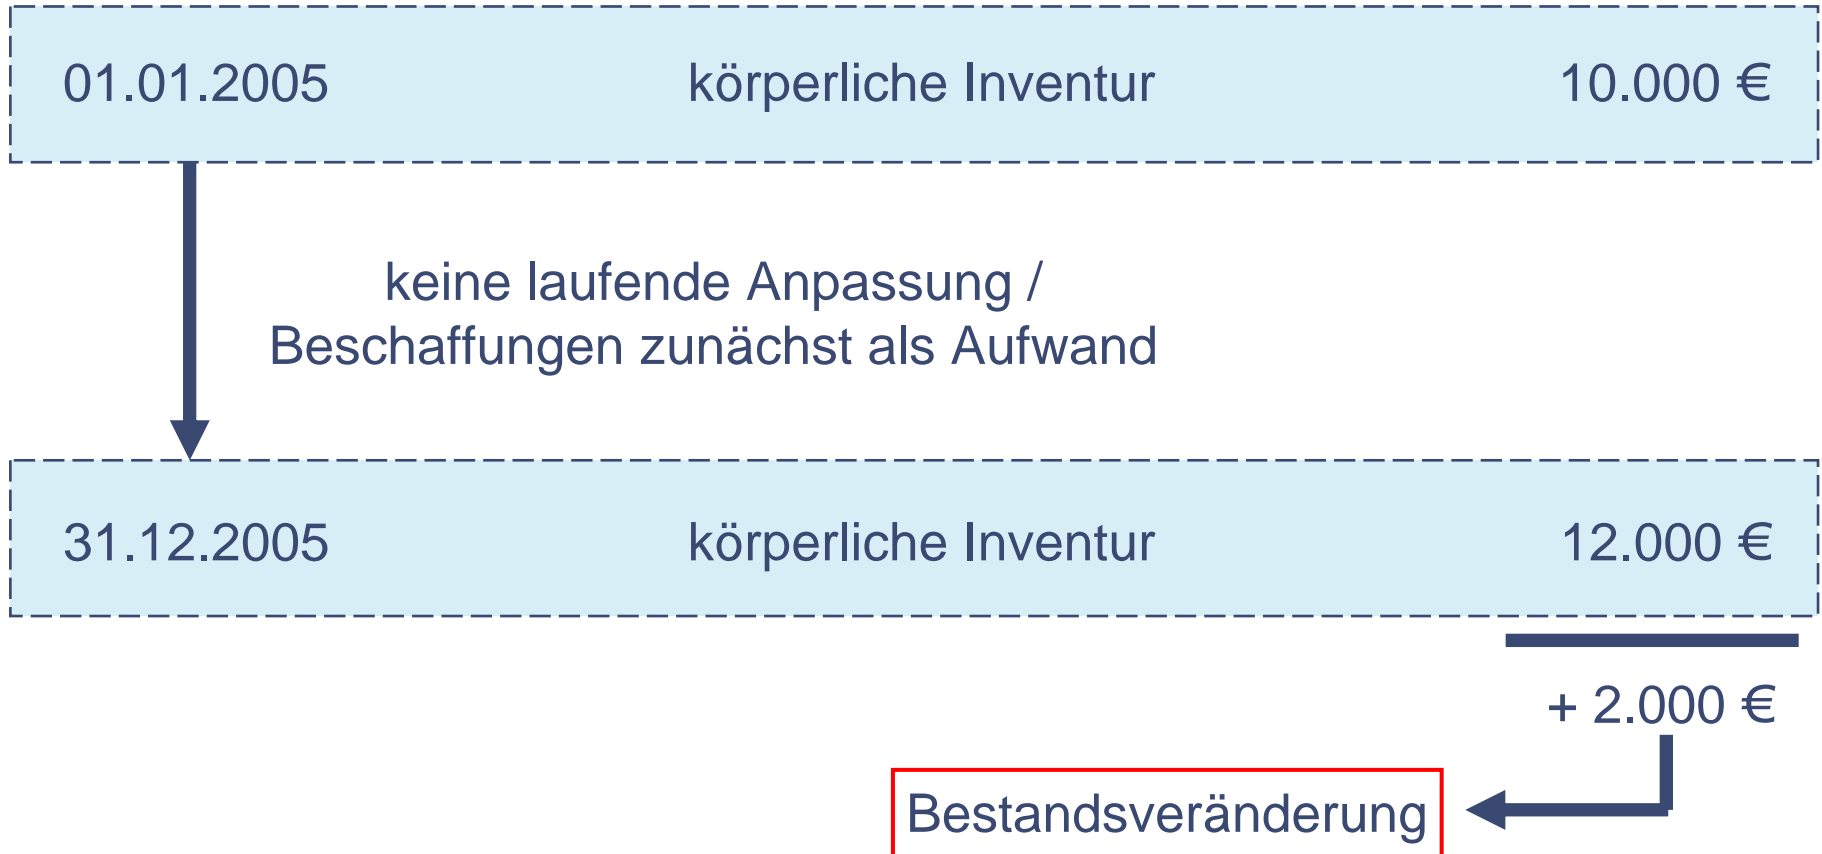 01.01.2005 körperliche Inventur 10.000 €
keine laufende Anpassung /
Beschaffungen zunächst als Aufwand
31.12.2005 körperliche Inventur 12.000 €
+ 2.000 €
Bestandsveränderung